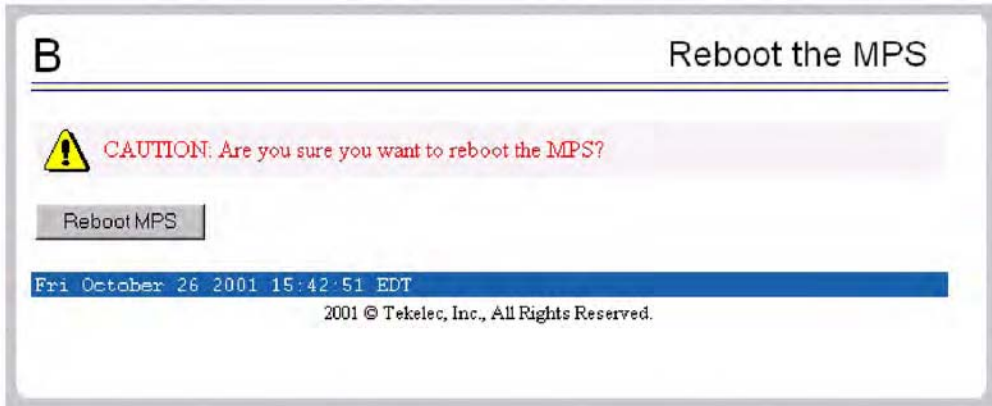 B
Reboot the MPS
CAUTION: Are you sure you want to reboot the MPS?
Reboot MPS
Fri October 26 2001 15:42:51 EDT
2001 © Tekelec, Inc., All Rights Reserved.